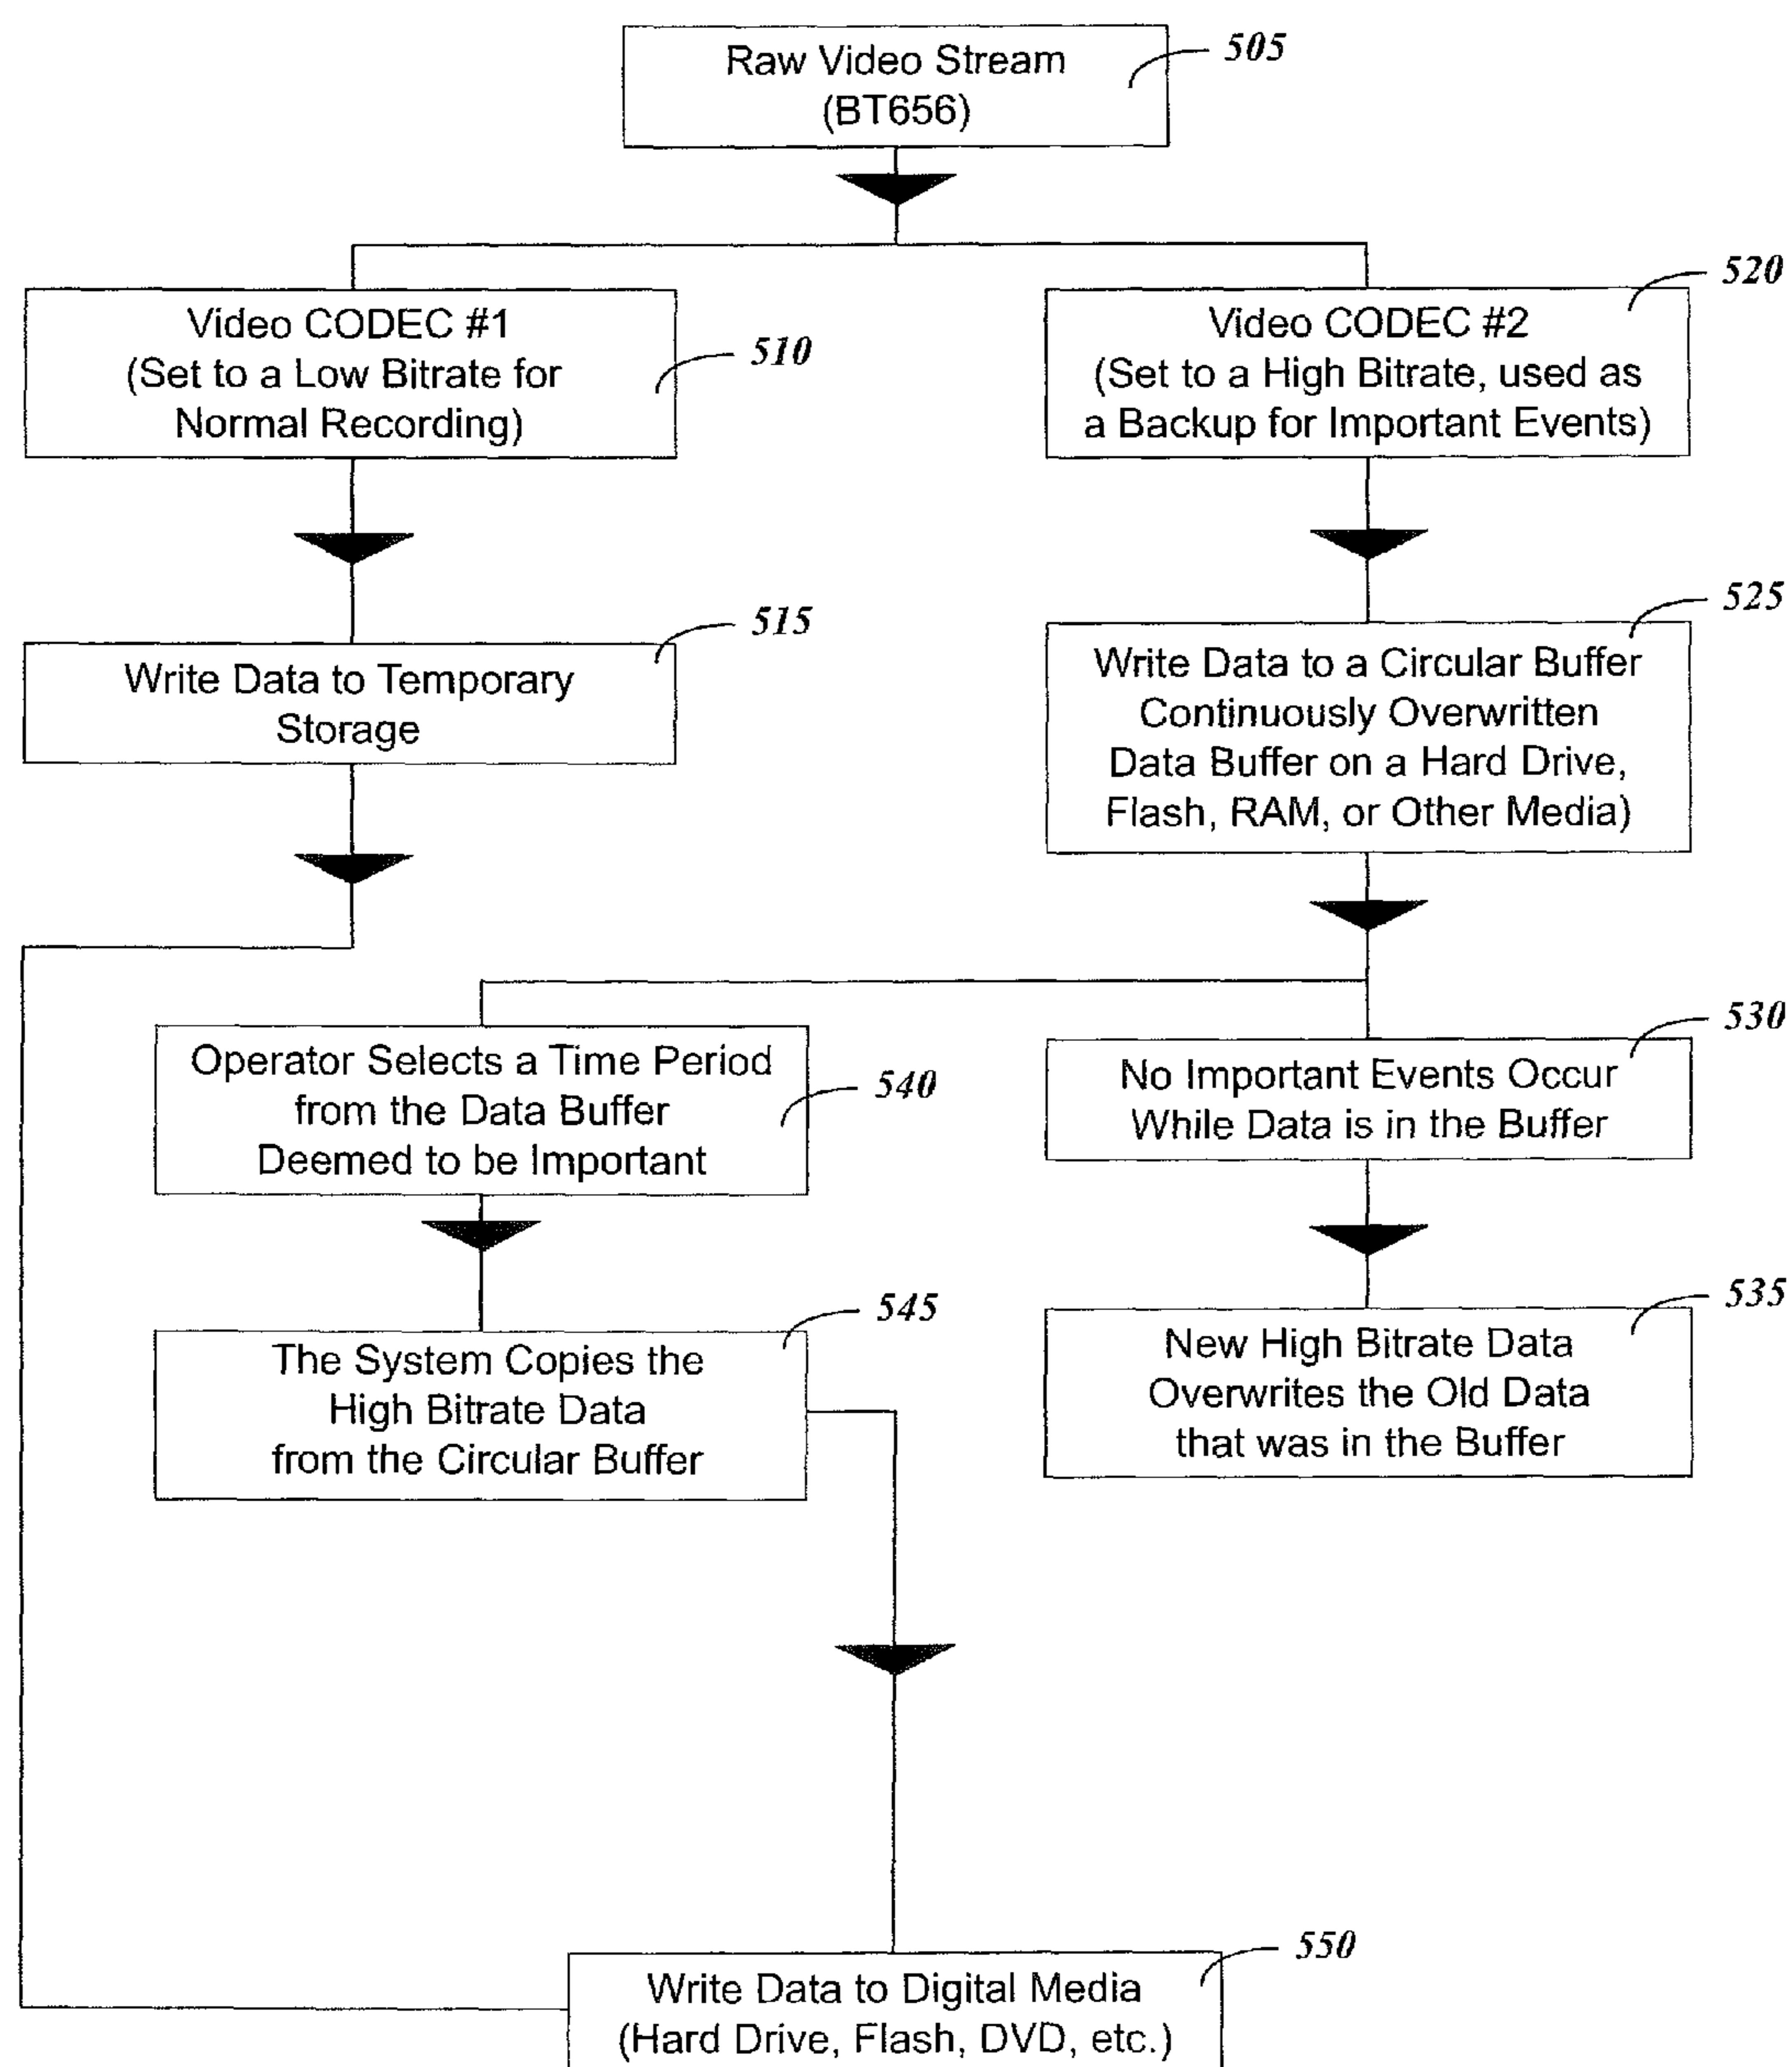 Raw Video Stream
(BT656)
505
Video CODEC #1
(Set to a Low Bitrate for
Normal Recording)
510
Video CODEC #2
(Set to a High Bitrate, used as
a Backup for Important Events)
520
Write Data to Temporary
Storage
515
Write Data to a Circular Buffer
Continuously Overwritten
Data Buffer on a Hard Drive,
Flash, RAM, or Other Media)
525
Operator Selects a Time Period
from the Data Buffer
Deemed to be Important
540
No Important Events Occur
While Data is in the Buffer
530
The System Copies the
High Bitrate Data
from the Circular Buffer
545
New High Bitrate Data
Overwrites the Old Data
that was in the Buffer
535
Write Data to Digital Media
(Hard Drive, Flash, DVD, etc.)
550